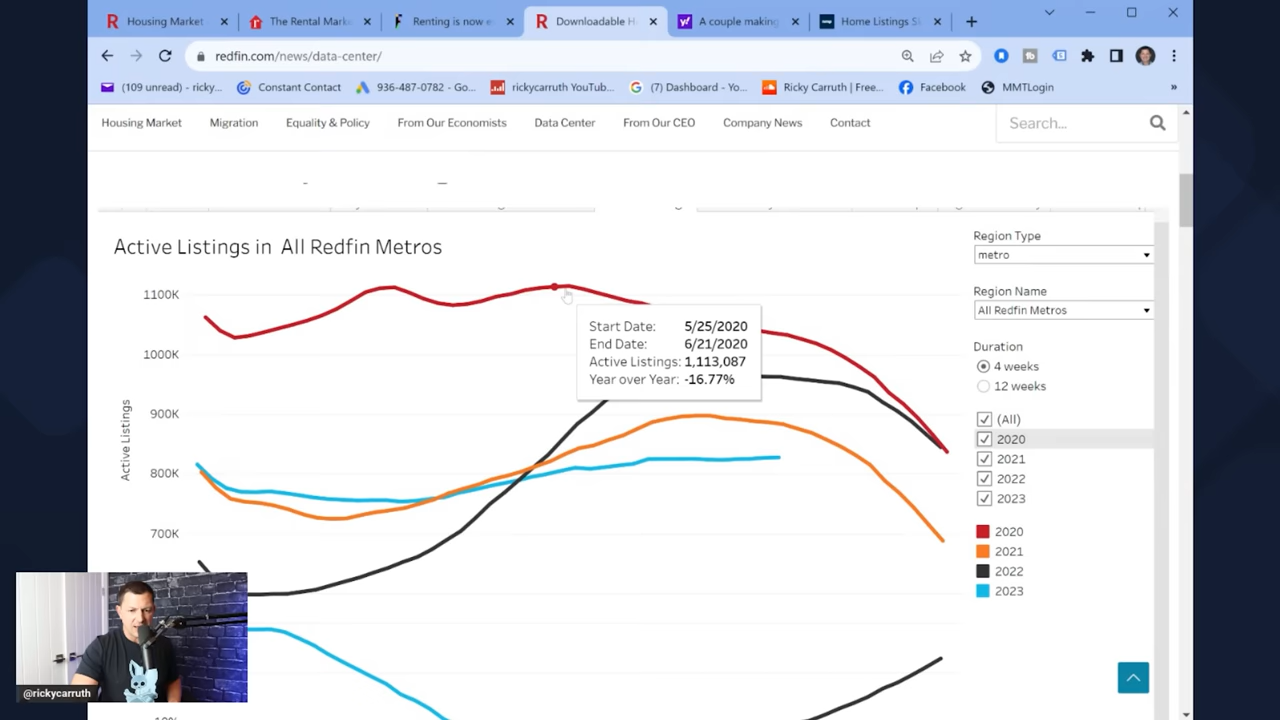 Housing Market
The Rental Mark
Renting is now e
Downloadable H
A couple making
Home Listings S
redfin.com/news/data-center/
(109 unread) - ricky...
Constant Contact
936-487-0782 - Go...
rickycarruth YouTub...
(7) Dashboard - Yo...
Ricky Carruth | Free...
Facebook
MMTLogin
»
Housing Market
Migration
Equality & Policy
From Our Economists
Data Center
From Our CEO
Company News
Contact
Search...
Active Listings in All Redfin Metros
Region Type
metro
Region Name
All Redfin Metros
Duration
4 weeks
12 weeks
(All)
2020
2021
2022
2023
2020
2021
2022
2023
1100K
1000K
900K
800K
700K
Active Listings
Start Date: 5/25/2020
End Date: 6/21/2020
Active Listings: 1,113,087
Year over Year: -16.77%
@rickycarruth